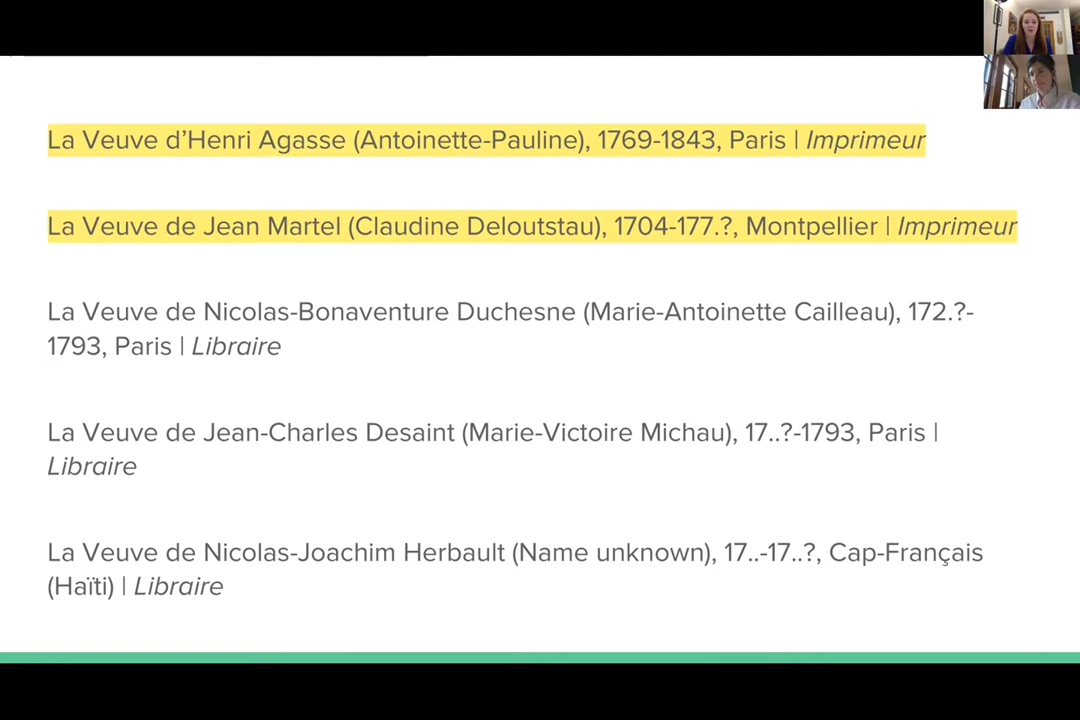 La Veuve d’Henri Agasse (Antoinette-Pauline), 1769-1843, Paris | Imprimeur
La Veuve de Jean Martel (Claudine Deloutstau), 1704-177.?, Montpellier | Imprimeur
La Veuve de Nicolas-Bonaventure Duchesne (Marie-Antoinette Cailleau), 172.?-
1793, Paris | Libraire
La Veuve de Jean-Charles Desaint (Marie-Victoire Michau), 17..?-1793, Paris |
Libraire
La Veuve de Nicolas-Joachim Herbault (Name unknown), 17..-17..?, Cap-Français
(Haïti) | Libraire